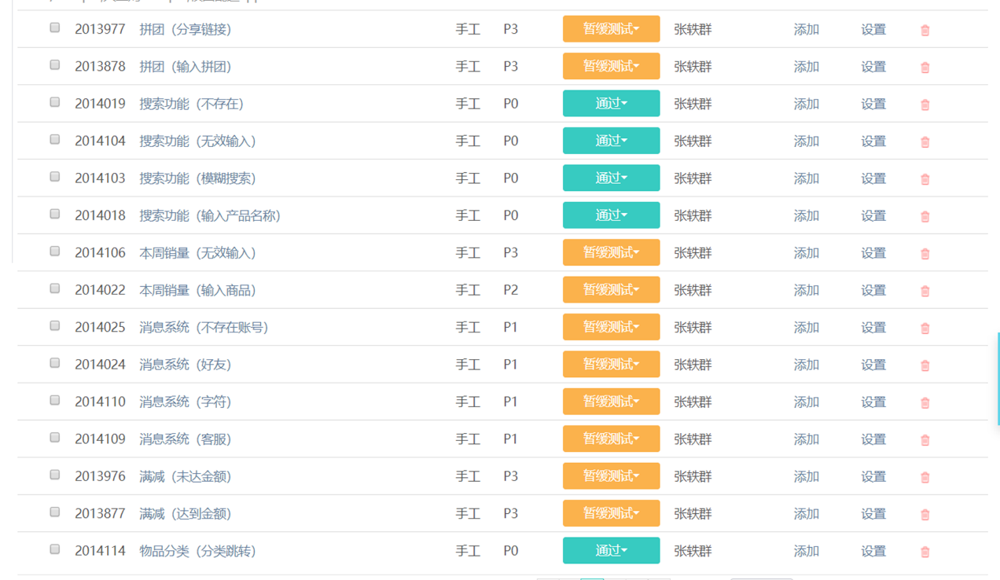 2013977 拼团（分享链接） 手工 P3 暂缓测试 张轶群 添加 设置
2013878 拼团（输入拼团） 手工 P3 暂缓测试 张轶群 添加 设置
2014019 搜索功能（不存在） 手工 P0 通过 张轶群 添加 设置
2014104 搜索功能（无效输入） 手工 P0 通过 张轶群 添加 设置
2014103 搜索功能（模糊搜索） 手工 P0 通过 张轶群 添加 设置
2014018 搜索功能（输入产品名称） 手工 P0 通过 张轶群 添加 设置
2014106 本周销量（无效输入） 手工 P3 暂缓测试 张轶群 添加 设置
2014022 本周销量（输入商品） 手工 P2 暂缓测试 张轶群 添加 设置
2014025 消息系统（不存在账号） 手工 P1 暂缓测试 张轶群 添加 设置
2014024 消息系统（好友） 手工 P1 暂缓测试 张轶群 添加 设置
2014110 消息系统（字符） 手工 P1 暂缓测试 张轶群 添加 设置
2014109 消息系统（客服） 手工 P1 暂缓测试 张轶群 添加 设置
2013976 满减（未达金额） 手工 P3 暂缓测试 张轶群 添加 设置
2013877 满减（达到金额） 手工 P3 暂缓测试 张轶群 添加 设置
2014114 物品分类（分类跳转） 手工 P0 通过 张轶群 添加 设置